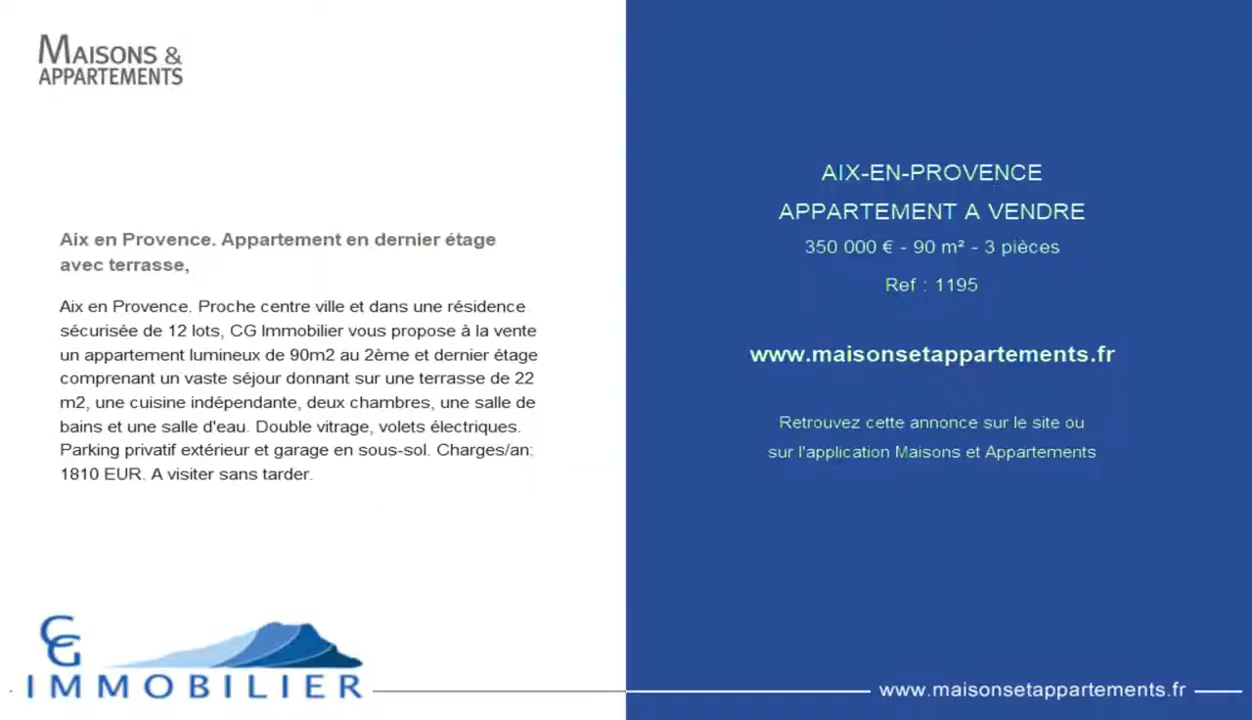 MAISONS &
APPARTEMENTS
Aix en Provence. Appartement en dernier étage
avec terrasse,
Aix en Provence. Proche centre ville et dans une résidence
sécurisée de 12 lots, CG Immobilier vous propose à la vente
un appartement lumineux de 90m2 au 2ème et dernier étage
comprenant un vaste séjour donnant sur une terrasse de 22
m2, une cuisine indépendante, deux chambres, une salle de
bains et une salle d'eau. Double vitrage, volets électriques.
Parking privatif extérieur et garage en sous-sol. Charges/an:
1810 EUR. A visiter sans tarder.
CG
IMMOBILIER
AIX-EN-PROVENCE
APPARTEMENT A VENDRE
350 000 € - 90 m² - 3 pièces
Ref : 1195
www.maisonsetappartements.fr
Retrouvez cette annonce sur le site ou
sur l'application Maisons et Appartements
www.maisonsetappartements.fr